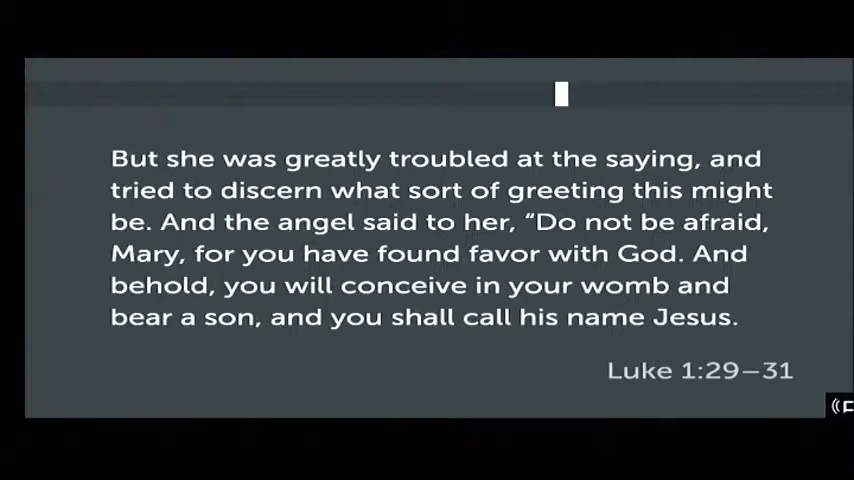 But she was greatly troubled at the saying, and
tried to discern what sort of greeting this might
be. And the angel said to her, “Do not be afraid,
Mary, for you have found favor with God. And
behold, you will conceive in your womb and
bear a son, and you shall call his name Jesus.
Luke 1:29–31